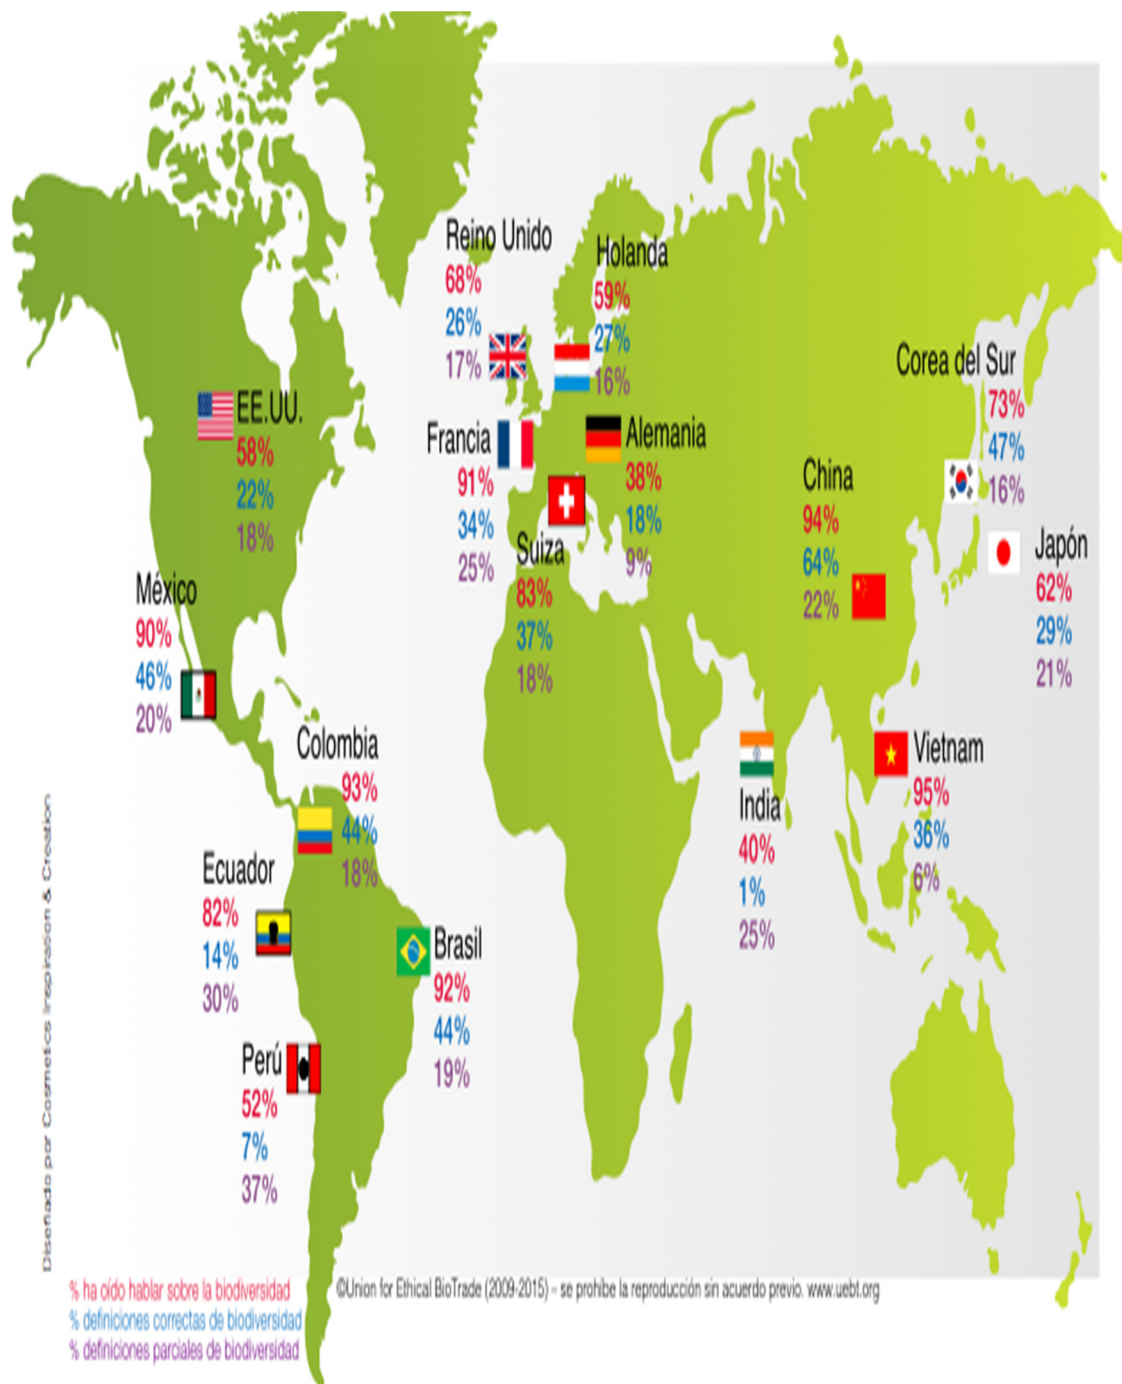 Reino Unido
68%
26%
17%
Holanda
59%
27%
16%
Corea del Sur
73%
47%
16%
EE.UU.
58%
22%
18%
Francia
91%
34%
25%
Alemania
38%
18%
9%
Suiza
83%
37%
18%
China
94%
64%
22%
Japón
62%
29%
21%
México
90%
46%
20%
Colombia
93%
44%
18%
India
40%
1%
25%
Vietnam
95%
36%
6%
Ecuador
82%
14%
30%
Brasil
92%
44%
19%
Perú
52%
7%
37%
Diseñado por Cosmetics Inspiration & Creation
% ha oído hablar sobre la biodiversidad
% definiciones correctas de biodiversidad
% definiciones parciales de biodiversidad
©Union for Ethical BioTrade (2009-2015) – se prohibe la reproducción sin acuerdo previo. www.uebt.org